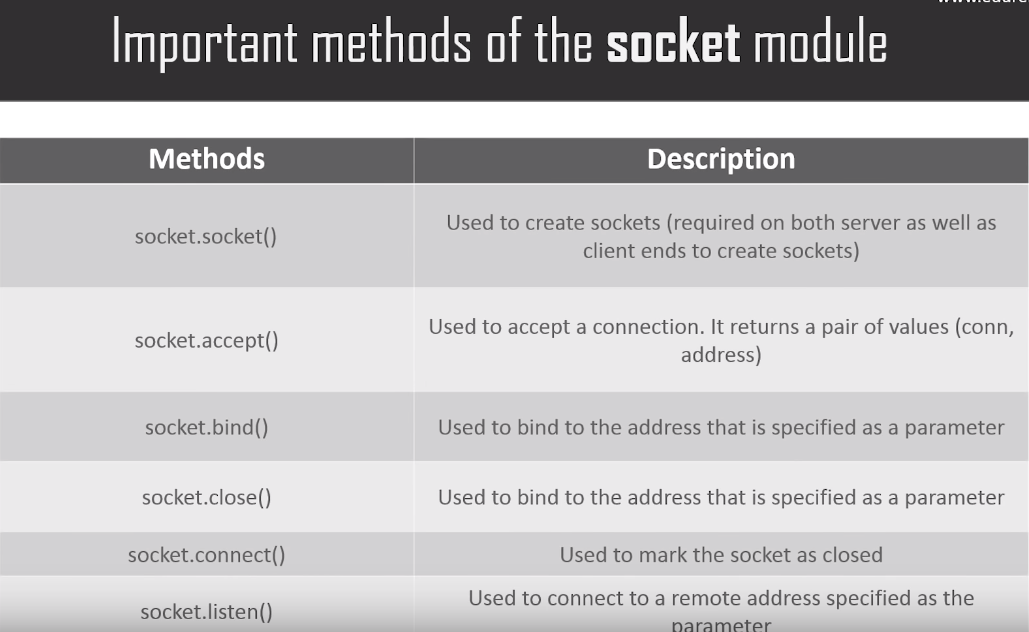 Important methods of the socket module
Methods
Description
socket.socket()
Used to create sockets (required on both server as well as
client ends to create sockets)
socket.accept()
Used to accept a connection. It returns a pair of values (conn,
address)
socket.bind()
Used to bind to the address that is specified as a parameter
socket.close()
Used to bind to the address that is specified as a parameter
socket.connect()
Used to mark the socket as closed
socket.listen()
Used to connect to a remote address specified as the
parameter